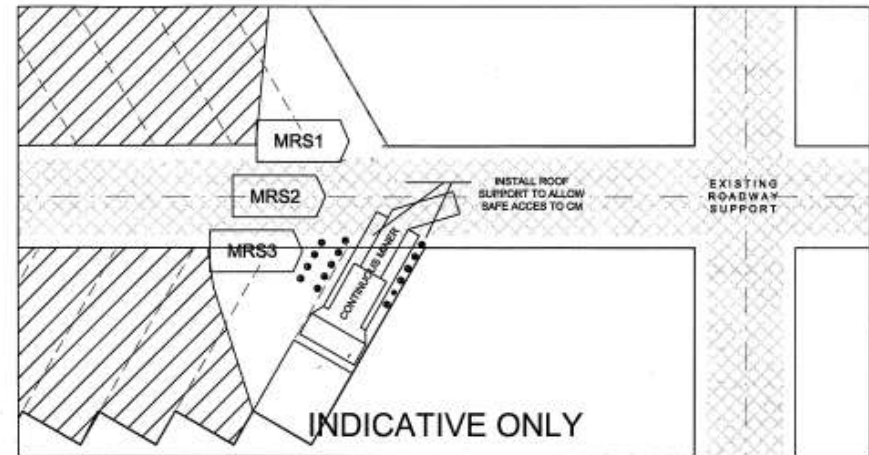 MRS1
MRS2
MRS3
INSTALL ROOF
SUPPORT TO ALLOW
SAFE ACCES TO CM
EXISTING
ROADWAY
SUPPORT
CONTINUOUS MINER
INDICATIVE ONLY